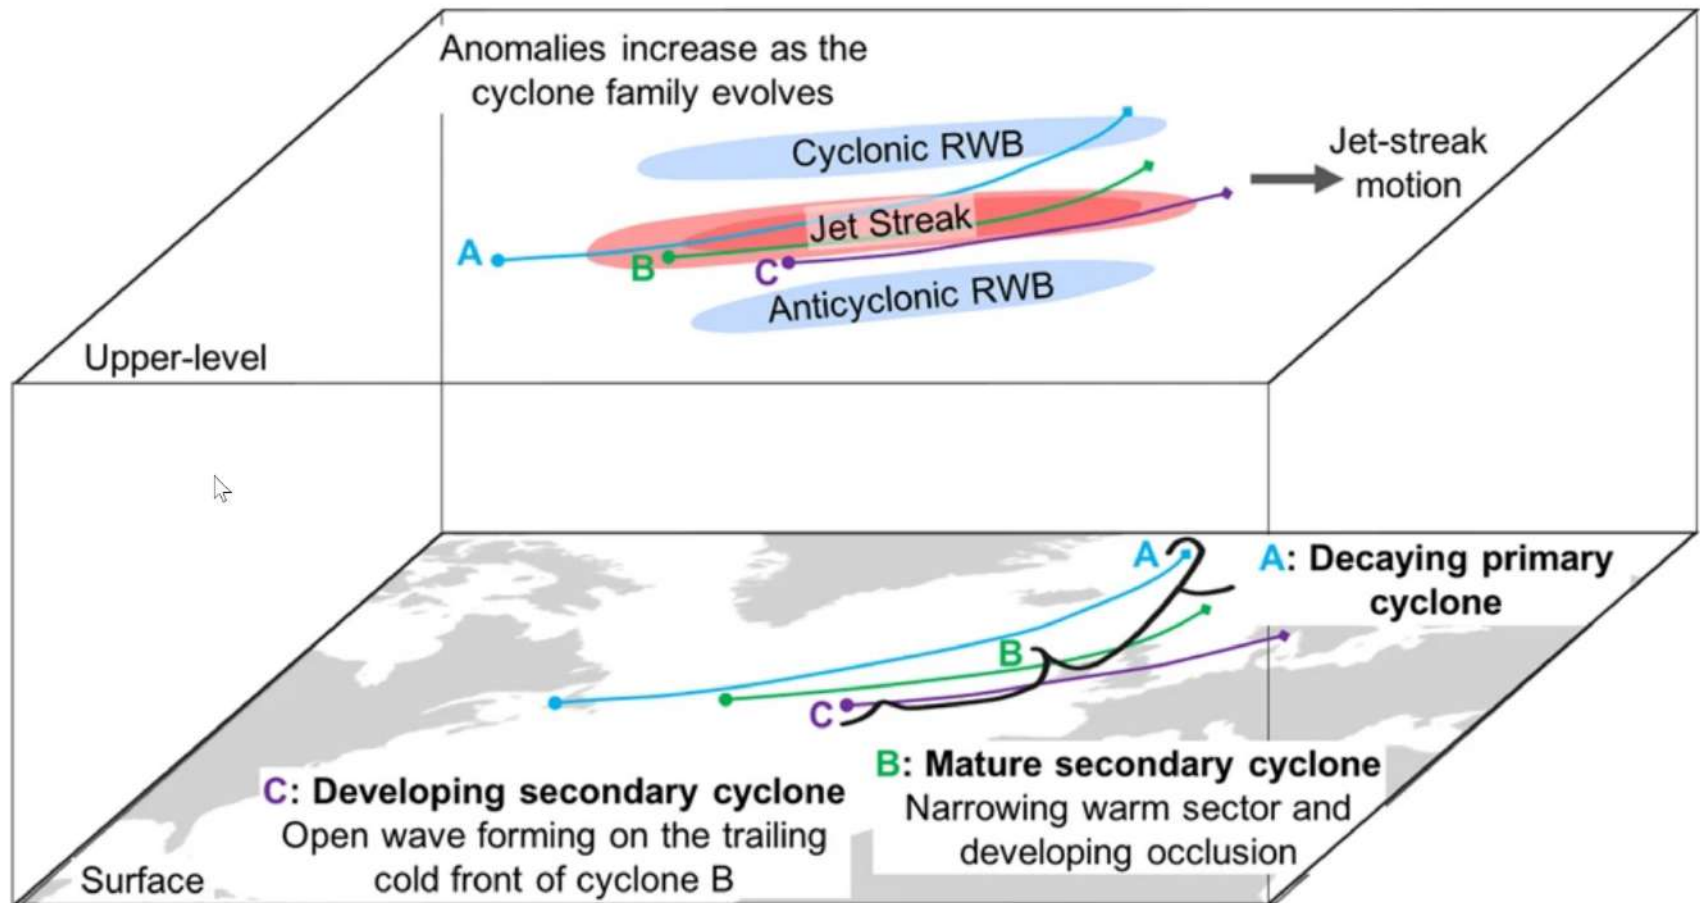 Anomalies increase as the
cyclone family evolves
Cyclonic RWB
Jet-streak
motion
Jet Streak
A
B
C
Anticyclonic RWB
Upper-level
A
A: Decaying primary
cyclone
B
C
B: Mature secondary cyclone
Narrowing warm sector and
developing occlusion
C: Developing secondary cyclone
Open wave forming on the trailing
cold front of cyclone B
Surface